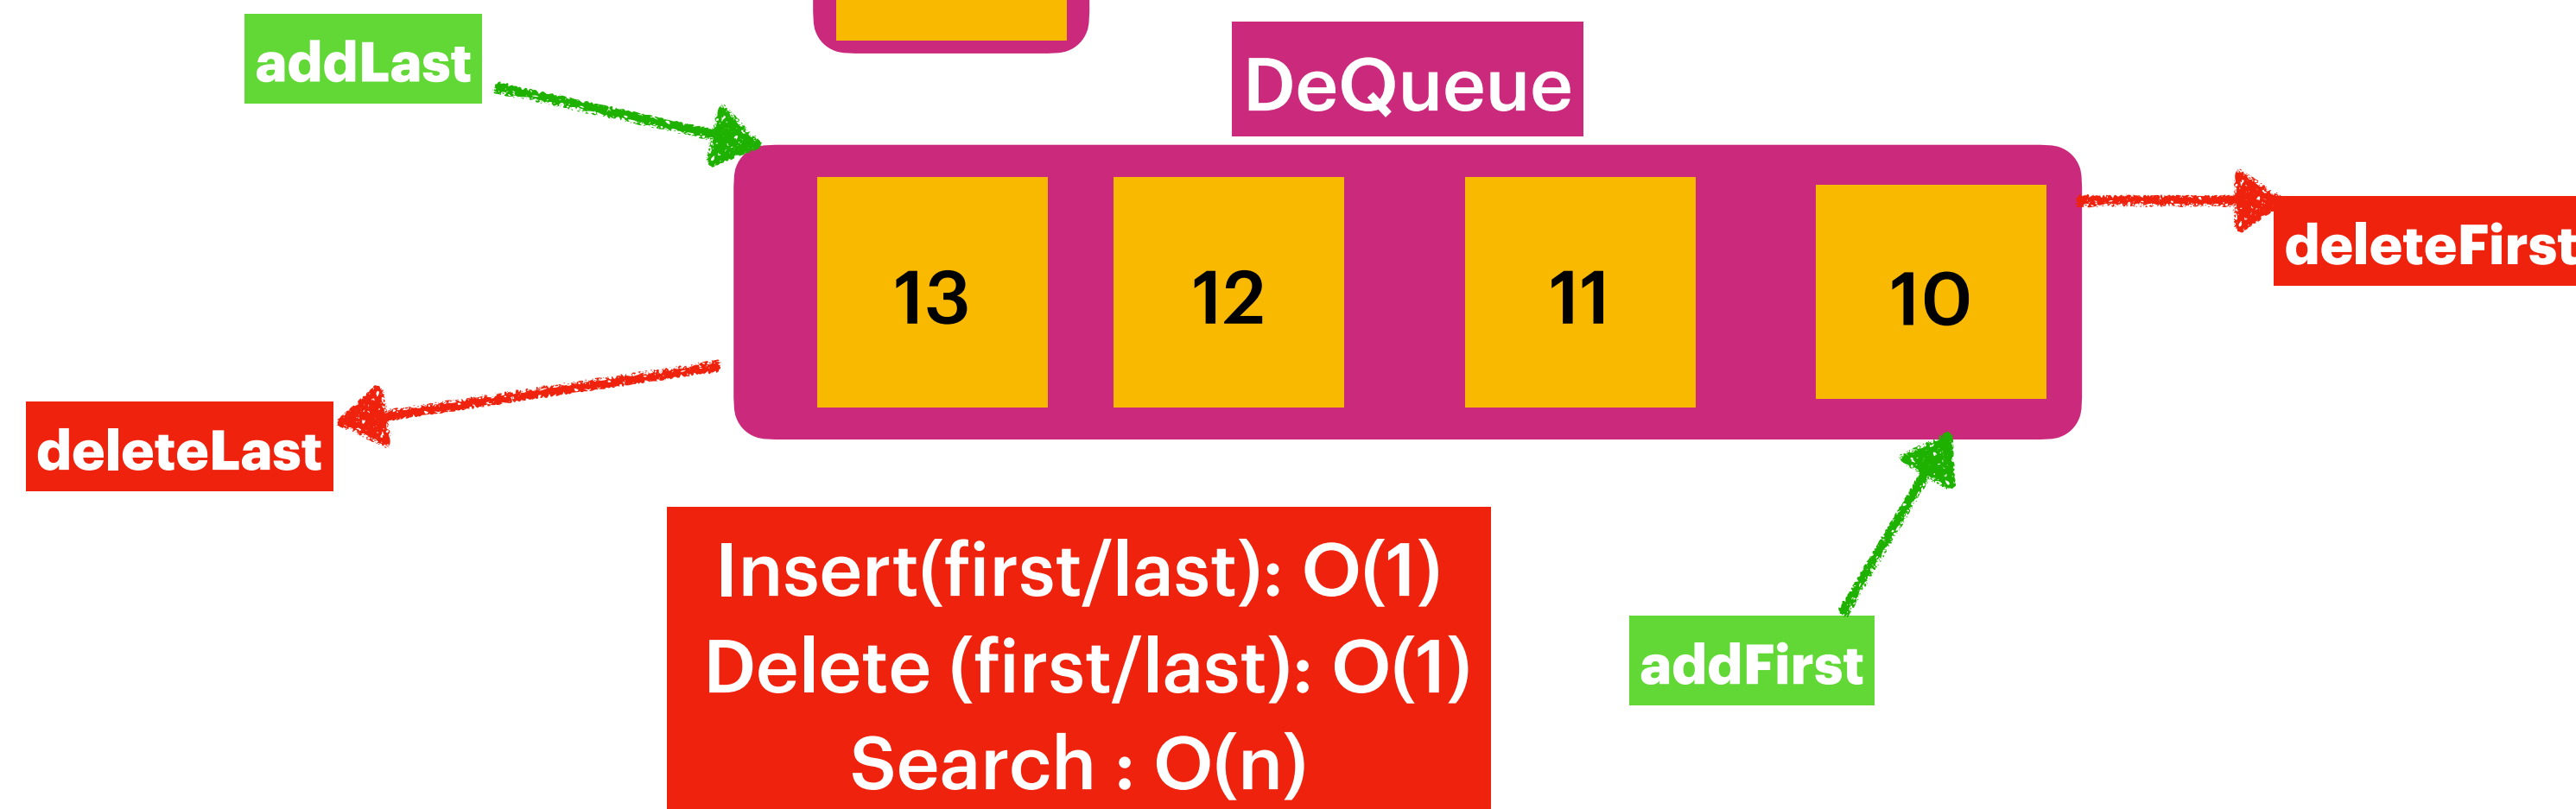 addLast
DeQueue
13 12 11 10
deleteFirst
deleteLast
Insert(first/last): O(1)
Delete (first/last): O(1)
Search : O(n)
addFirst